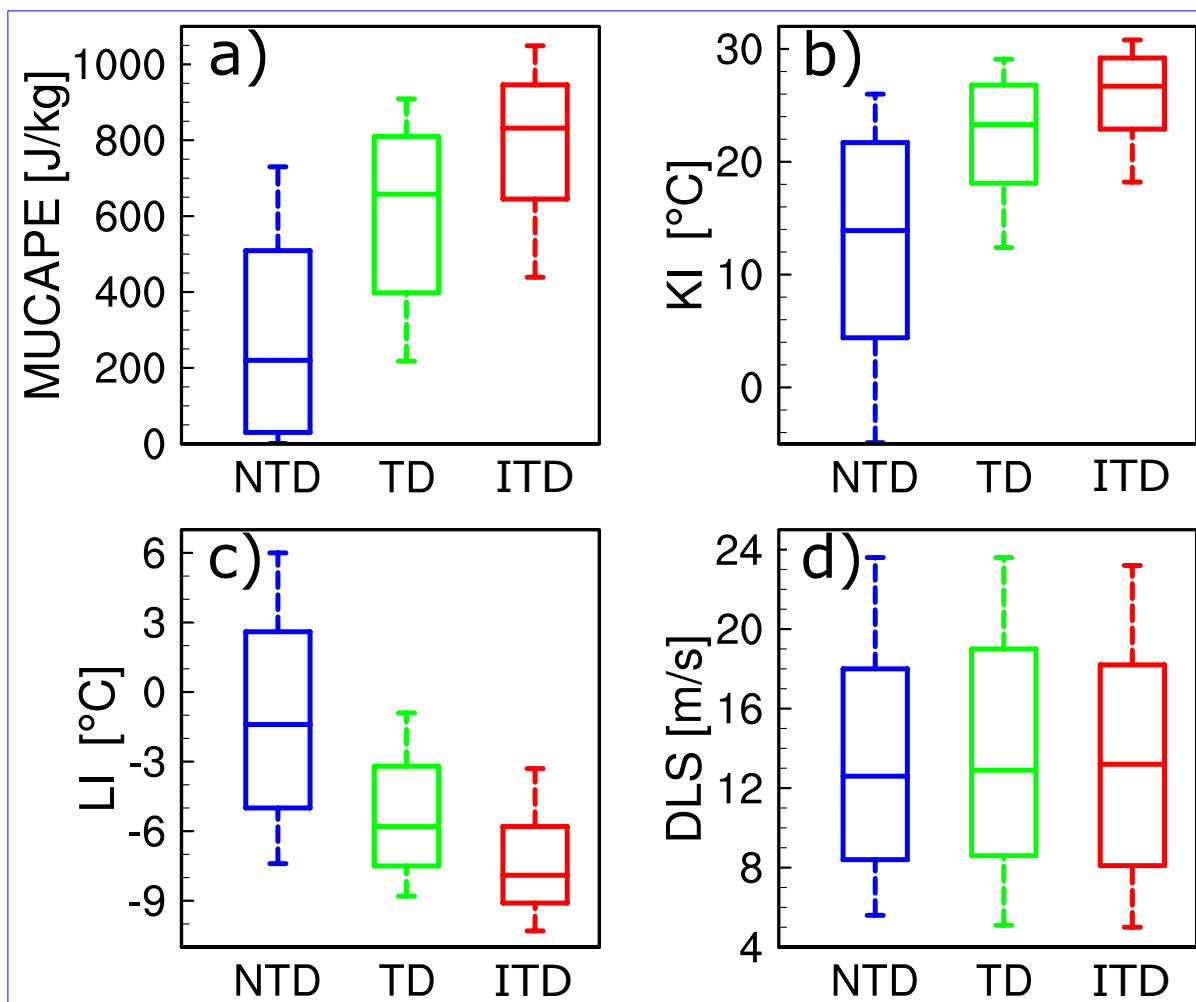 a)
MUCAPE [J/kg]
1000
800
600
400
200
0
NTD TD ITD
b)
KI [°C]
30
20
10
0
NTD TD ITD
c)
LI [°C]
6
3
0
-3
-6
-9
NTD TD ITD
d)
DLS [m/s]
24
20
16
12
8
4
NTD TD ITD